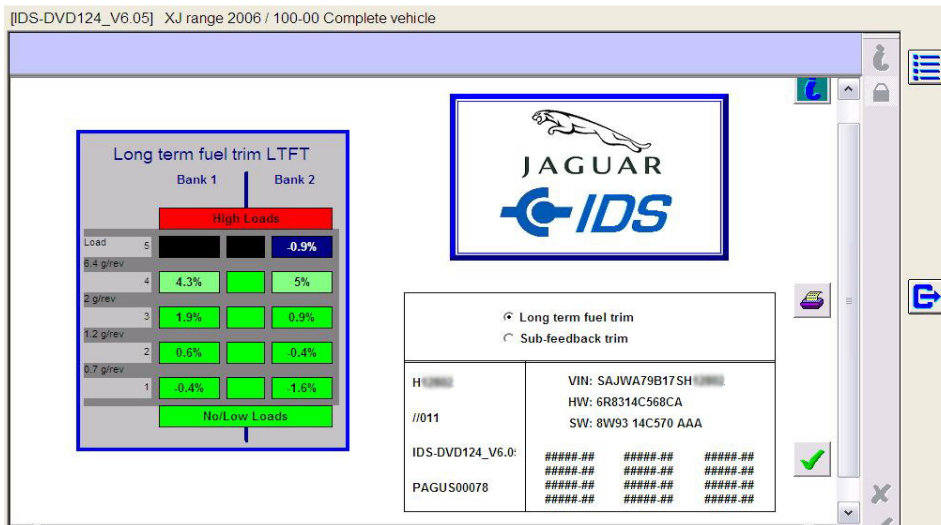 [IDS-DVD124_V6.05] XJ range 2006 / 100-00 Complete vehicle
Long term fuel trim LTFT
Bank 1 Bank 2
High Loads
Load 5 -0.9%
6.4 g/rev
4 4.3% 5%
2 g/rev
3 1.9% 0.9%
1.2 g/rev
2 0.6% -0.4%
0.7 g/rev
1 -0.4% -1.6%
No/Low Loads
JAGUAR
IDS
Long term fuel trim
Sub-feedback trim
//011
IDS-DVD124_V6.0:
PAGUS00078
VIN: SAJWA79B17SH
HW: 6R8314C568CA
SW: 8W93 14C570 AAA
#####-## #####-## #####-##
#####-## #####-## #####-##
#####-## #####-## #####-##
#####-## #####-## #####-##